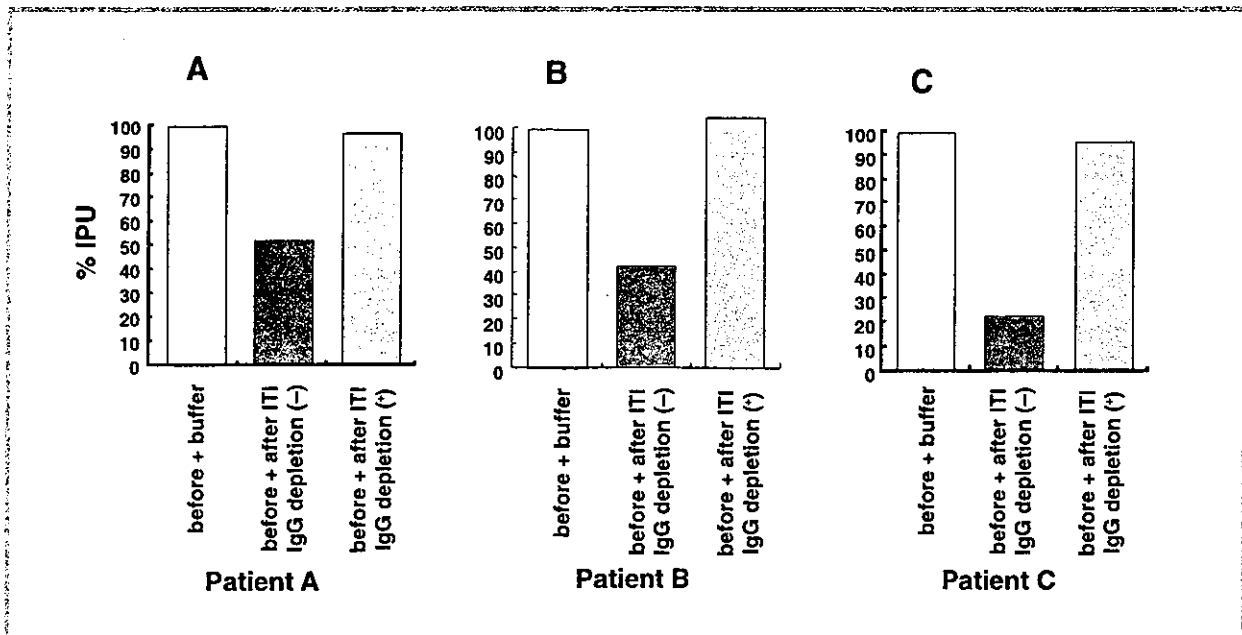 A
B
C
% IPU
100
90
80
70
60
50
40
30
20
10
0
before + buffer
before + after ITI
IgG depletion (–)
before + after ITI
IgG depletion (+)
Patient A
100
90
80
70
60
50
40
30
20
10
0
before + buffer
before + after ITI
IgG depletion (–)
before + after ITI
IgG depletion (+)
Patient B
100
90
80
70
60
50
40
30
20
10
0
before + buffer
before + after ITI
IgG depletion (–)
before + after ITI
IgG depletion (+)
Patient C